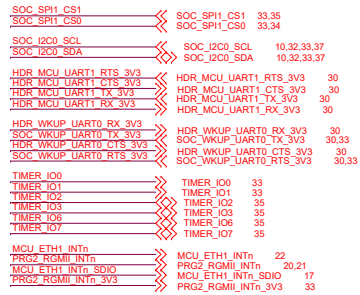 SOC_SPI1_CS1 SOC_SPI1_CS1 33,35
SOC_SPI1_CS0 SOC_SPI1_CS0 33,34
SOC_I2C0_SCL SOC_I2C0_SCL 10,32,33,37
SOC_I2C0_SDA SOC_I2C0_SDA 10,32,33,37
HDR_MCU_UART1_RTS_3V3 HDR_MCU_UART1_RTS_3V3 30
HDR_MCU_UART1_CTS_3V3 HDR_MCU_UART1_CTS_3V3 30
HDR_MCU_UART1_TX_3V3 HDR_MCU_UART1_TX_3V3 30
HDR_MCU_UART1_RX_3V3 HDR_MCU_UART1_RX_3V3 30
HDR_WKUP_UART0_RX_3V3 HDR_WKUP_UART0_RX_3V3 30
SOC_WKUP_UART0_TX_3V3 SOC_WKUP_UART0_TX_3V3 30,33
HDR_WKUP_UART0_CTS_3V3 HDR_WKUP_UART0_CTS_3V3 30
SOC_WKUP_UART0_RTS_3V3 SOC_WKUP_UART0_RTS_3V3 30,33
TIMER_IO0 TIMER_IO0 33
TIMER_IO1 TIMER_IO1 33
TIMER_IO2 TIMER_IO2 35
TIMER_IO3 TIMER_IO3 35
TIMER_IO6 TIMER_IO6 35
TIMER_IO7 TIMER_IO7 35
MCU_ETH1_INTn MCU_ETH1_INTn 22
PRG2_RGMII_INTn PRG2_RGMII_INTn 20,21
MCU_ETH1_INTn_SDIO MCU_ETH1_INTn_SDIO 17
PRG2_RGMII_INTn_3V3 PRG2_RGMII_INTn_3V3 33